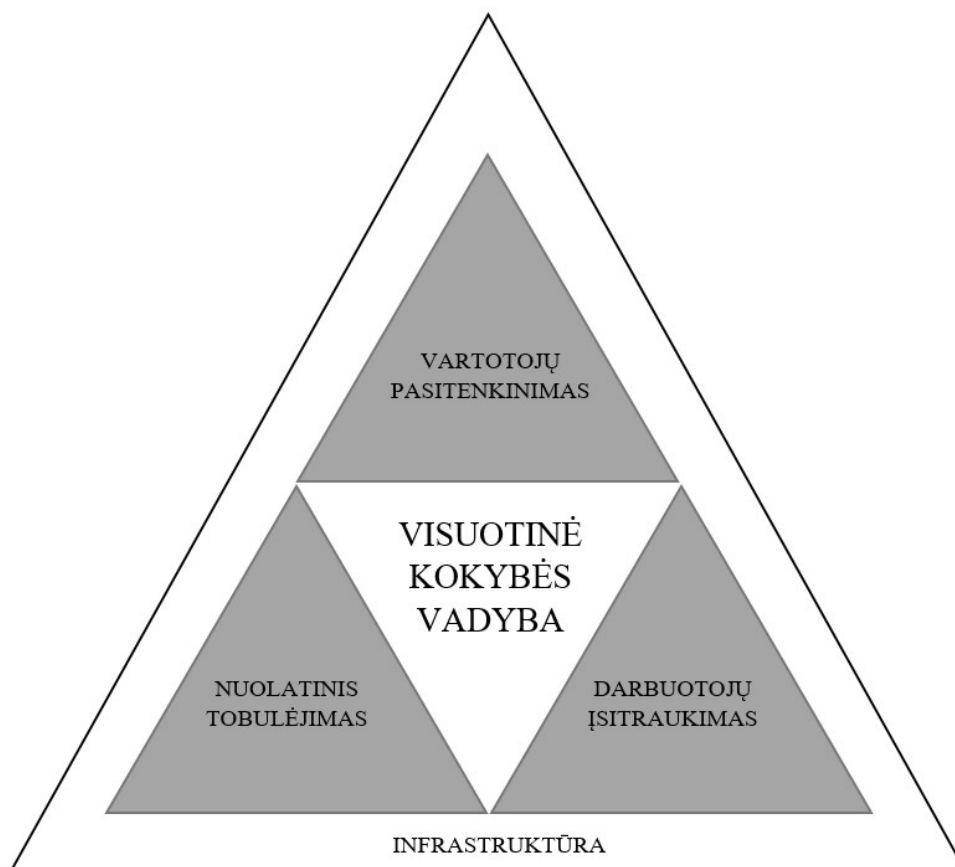 VARTOTOJŲ
PASITENKINIMAS
VISUOTINĖ
KOKYBĖS
VADYBA
NUOLATINIS
TOBULĖJIMAS
DARBUOTOJŲ
ĮSITRAUKIMAS
INFRASTRUKTŪRA